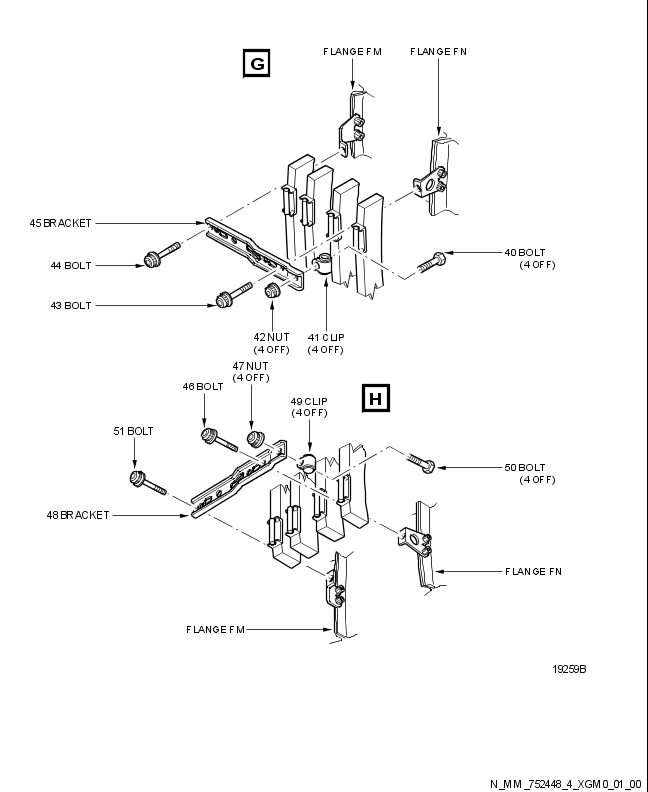 G
FLANGE FM
FLANGE FN
45 BRACKET
44 BOLT
43 BOLT
40 BOLT
(4 OFF)
42 NUT
(4 OFF)
41 CLIP
(4 OFF)
47 NUT
(4 OFF)
46 BOLT
49 CLIP
(4 OFF)
H
51 BOLT
50 BOLT
(4 OFF)
48 BRACKET
FLANGE FN
FLANGE FM
19259B
N_MM_752448_4_XGM0_01_00